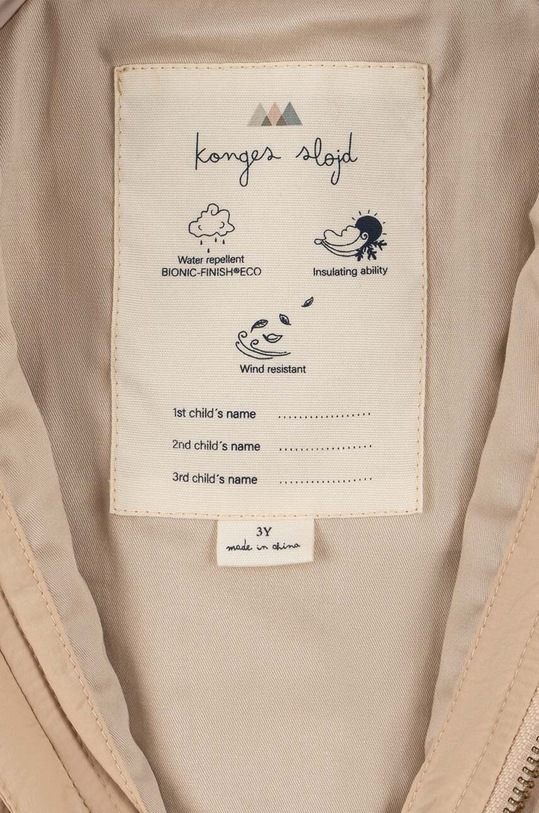 konges sløjd
Water repellent
BIONIC-FINISH®ECO
Insulating ability
Wind resistant
1st child´s name ..................
2nd child´s name ..................
3rd child´s name ..................
3Y
made in china